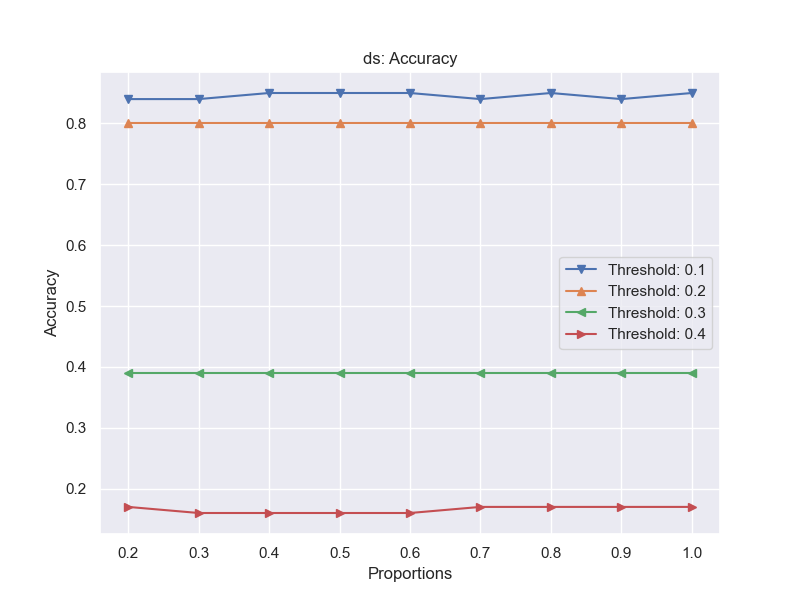 ds: Accuracy
Accuracy
0.8
0.7
0.6
0.5
0.4
0.3
0.2
Threshold: 0.1
Threshold: 0.2
Threshold: 0.3
Threshold: 0.4
0.2 0.3 0.4 0.5 0.6 0.7 0.8 0.9 1.0
Proportions